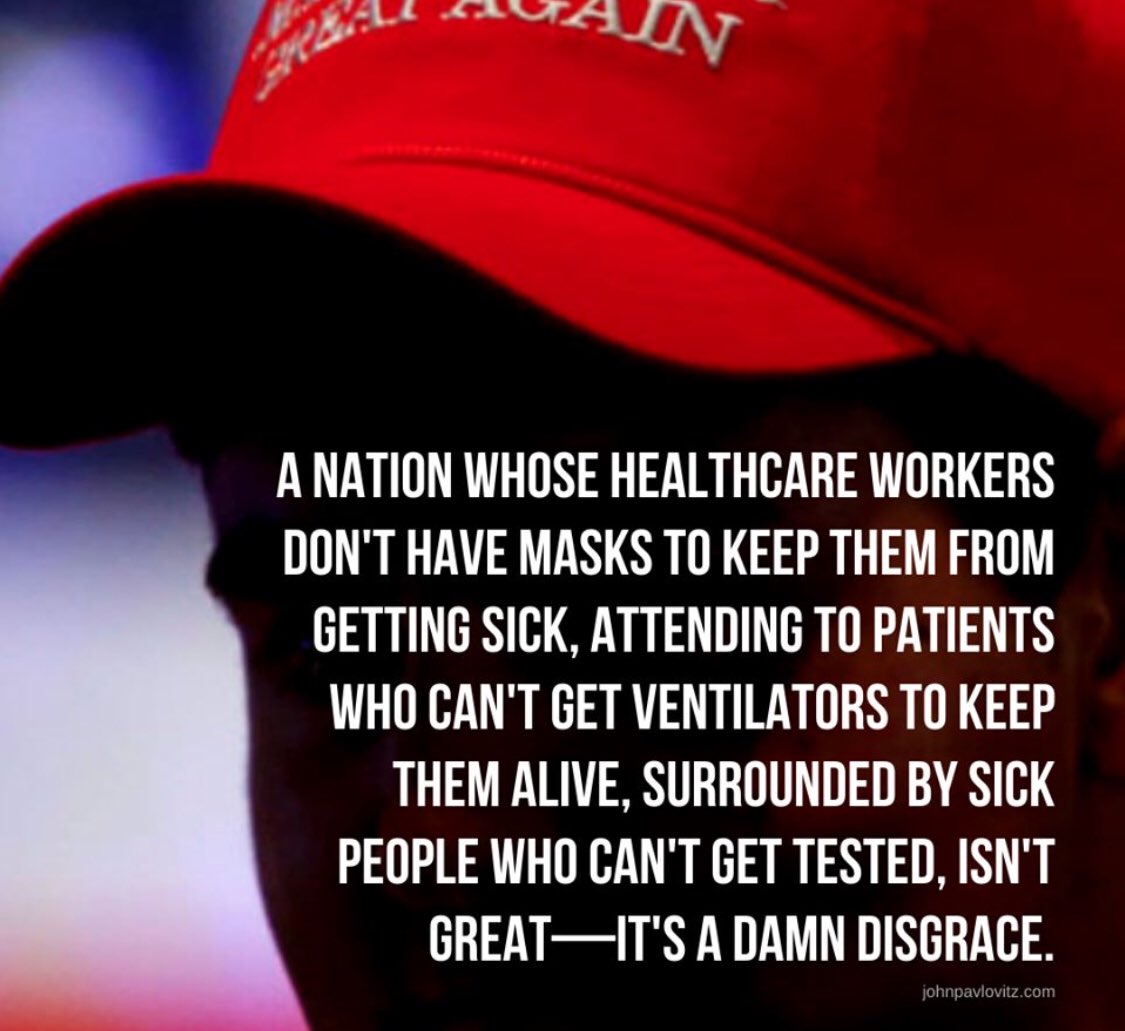 GREAT AGAIN
A NATION WHOSE HEALTHCARE WORKERS
DON'T HAVE MASKS TO KEEP THEM FROM
GETTING SICK, ATTENDING TO PATIENTS
WHO CAN'T GET VENTILATORS TO KEEP
THEM ALIVE, SURROUNDED BY SICK
PEOPLE WHO CAN'T GET TESTED, ISN'T
GREAT—IT'S A DAMN DISGRACE.
johnpavlovitz.com